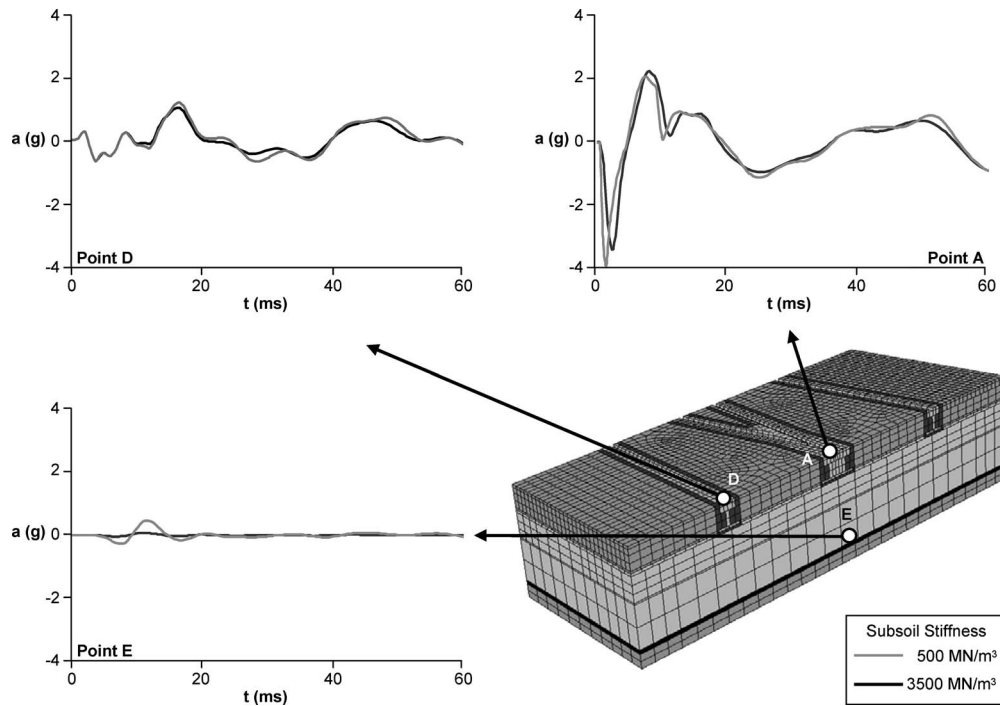 4
2
a (g) 0
-2
-4
Point D
0 20 40 60
t (ms)
4
2
a (g) 0
-2
-4
Point A
0 20 40 60
t (ms)
4
2
a (g) 0
-2
-4
Point E
0 20 40 60
t (ms)
D
A
E
Subsoil Stiffness
500 MN/m³
3500 MN/m³